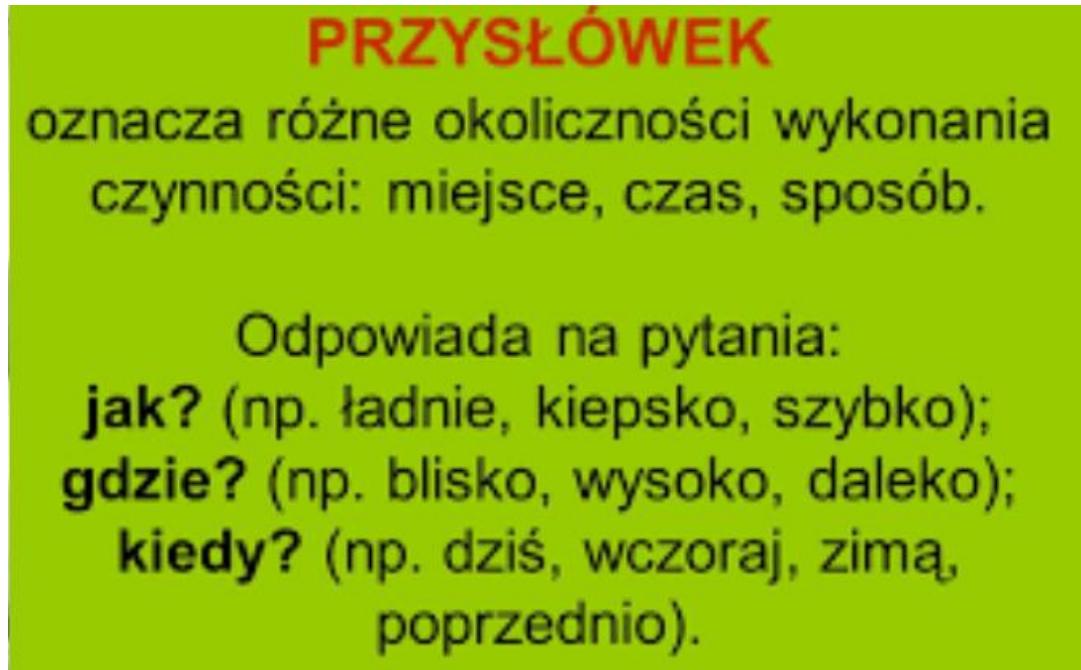 PRZYSŁÓWEK
oznacza różne okoliczności wykonania
czynności: miejsce, czas, sposób.
Odpowiada na pytania:
jak? (np. ładnie, kiepsko, szybko);
gdzie? (np. blisko, wysoko, daleko);
kiedy? (np. dziś, wczoraj, zimą,
poprzednio).